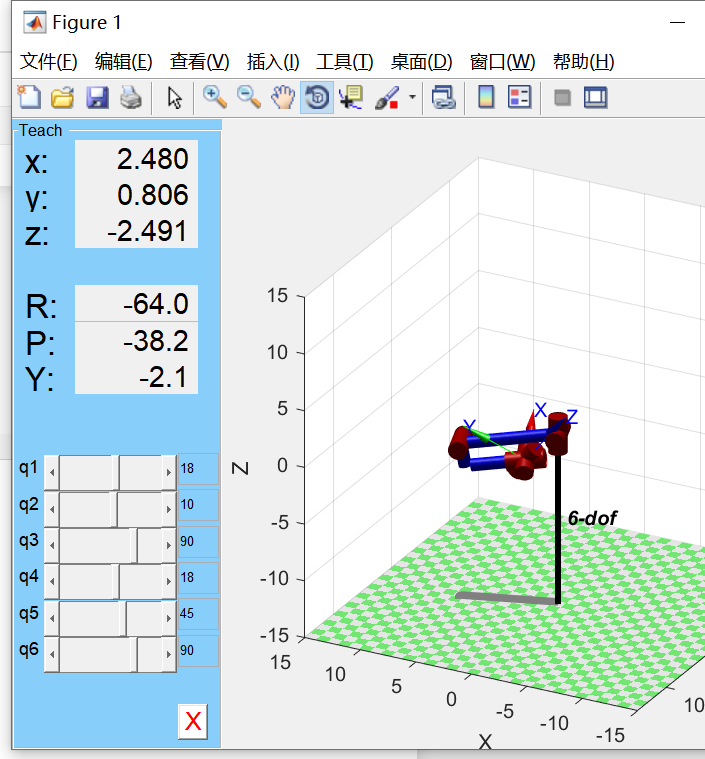 Figure 1
文件(F) 编辑(E) 查看(V) 插入(I) 工具(T) 桌面(D) 窗口(W) 帮助(H)
Teach
x: 2.480
y: 0.806
z: -2.491
R: -64.0
P: -38.2
Y: -2.1
q1 18
q2 10
q3 90
q4 18
q5 45
q6 90
X
15
10
5
0
-5
-10
-15
Z
X
Z
Y
6-dof
15
10
5
0
-5
-10
-15
X
10